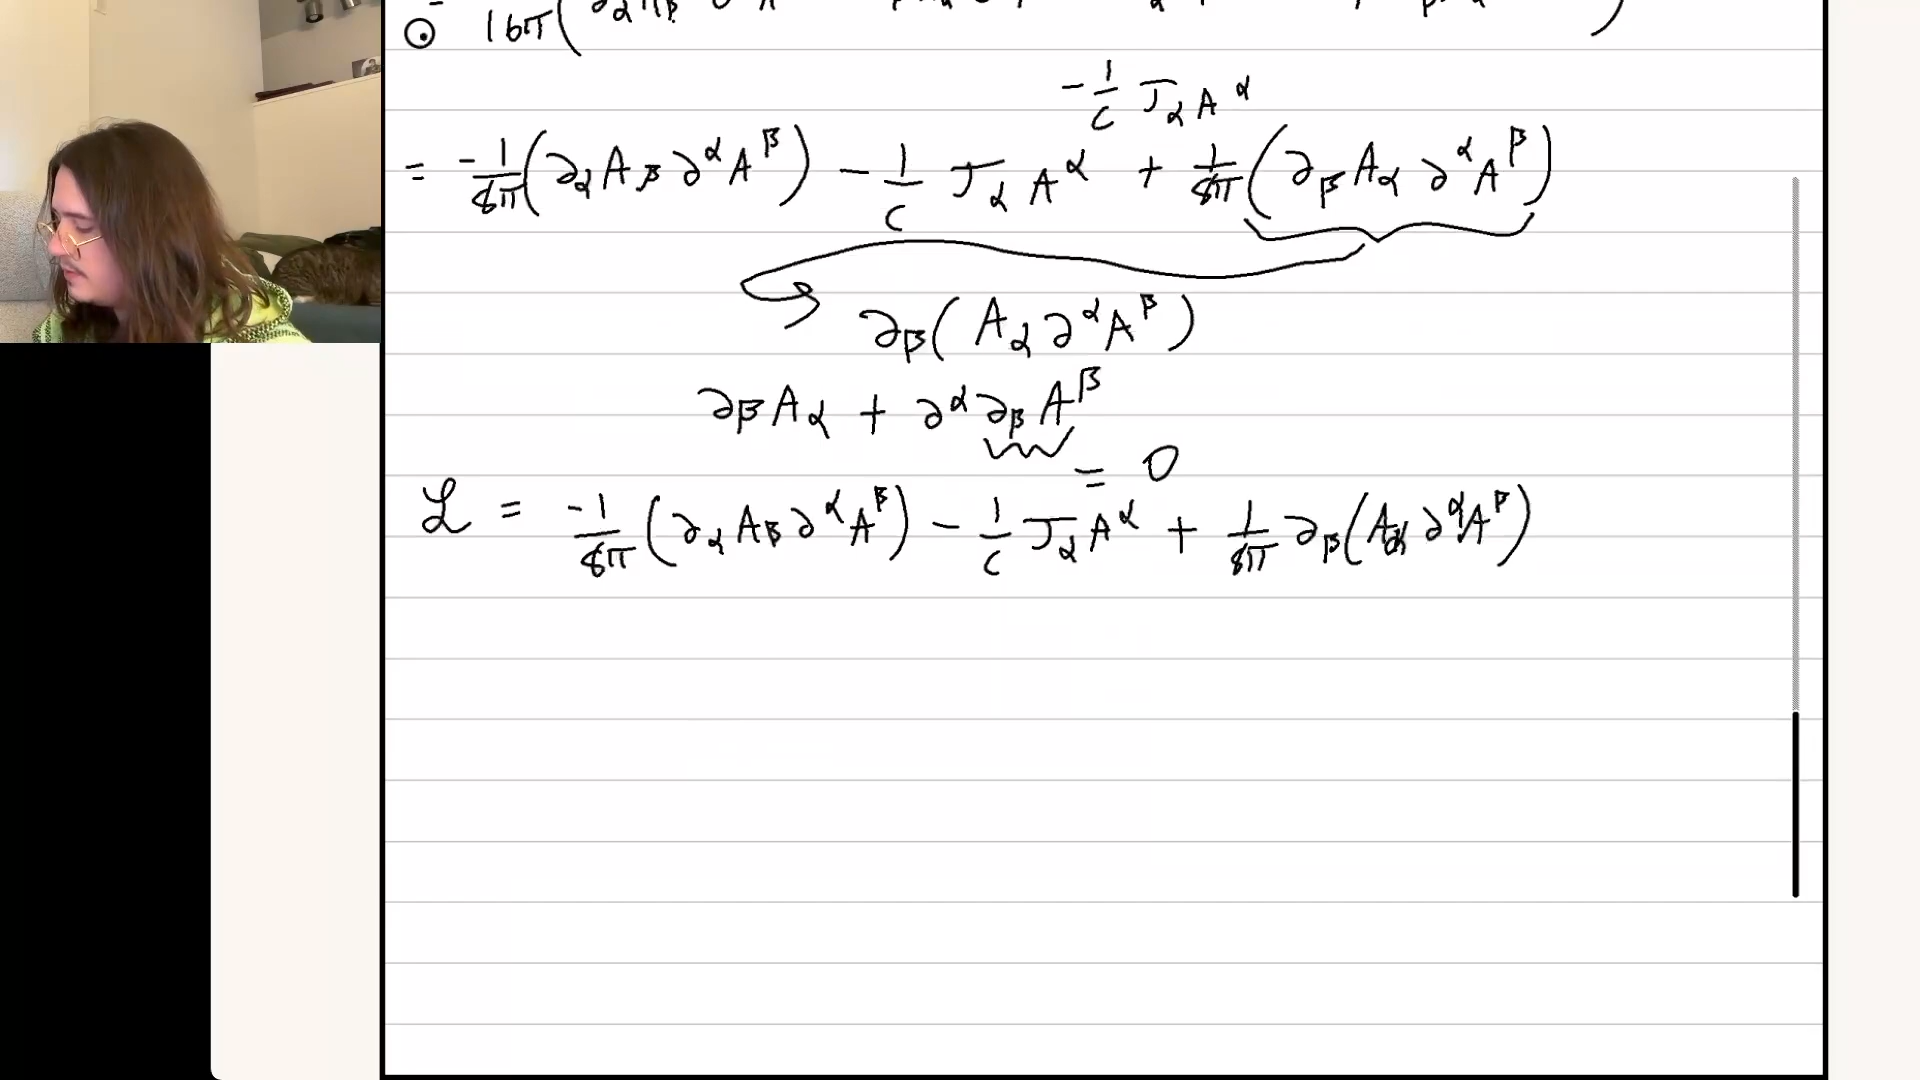 16π(
-1/c J_α A^α
= -1/8π(∂_α A_β ∂^α A^β) - 1/c J_α A^α + 1/8π(∂_β A_α ∂^α A^β)
∂_β(A_α ∂^α A^β)
∂_β A_α + ∂^α ∂_β A^β
= 0
ℒ = -1/8π(∂_α A_β ∂^α A^β) - 1/c J_α A^α + 1/8π ∂_β(A_α ∂^α A^β)